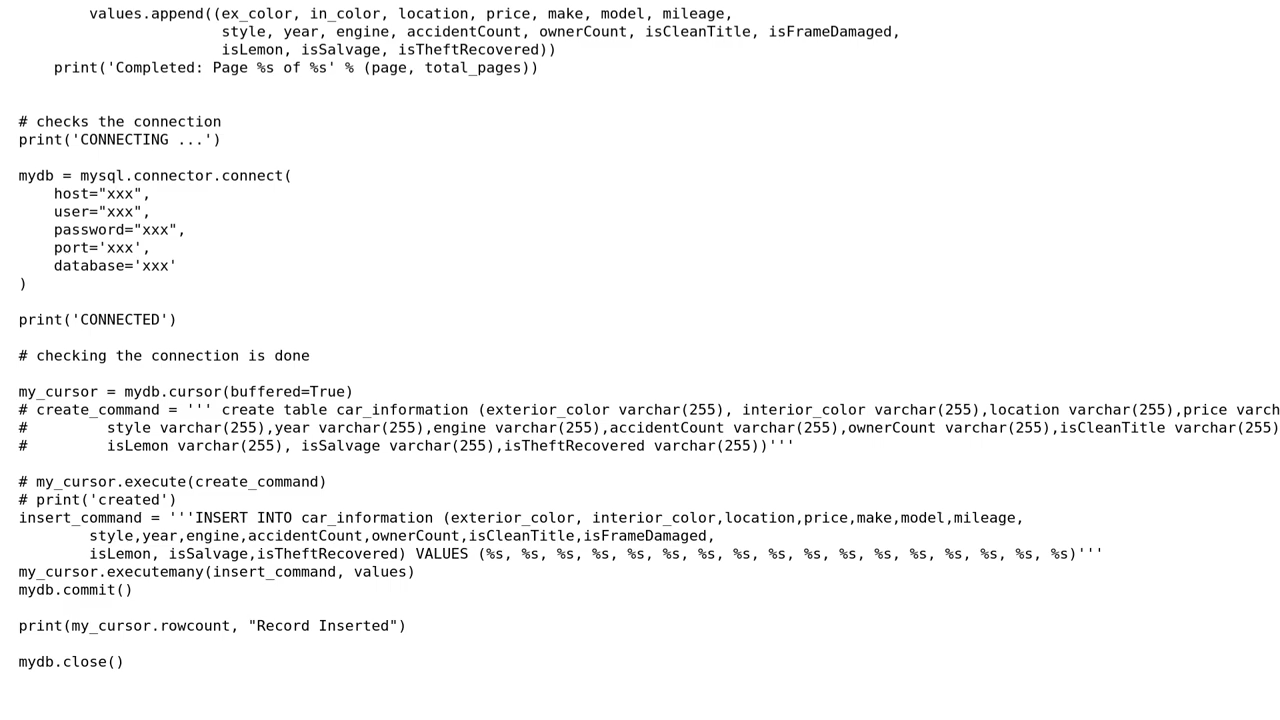 values.append((ex_color, in_color, location, price, make, model, mileage,
style, year, engine, accidentCount, ownerCount, isCleanTitle, isFrameDamaged,
isLemon, isSalvage, isTheftRecovered))
print('Completed: Page %s of %s' % (page, total_pages))
# checks the connection
print('CONNECTING ...')
mydb = mysql.connector.connect(
host="xxx",
user="xxx",
password="xxx",
port='xxx',
database='xxx'
)
print('CONNECTED')
# checking the connection is done
my_cursor = mydb.cursor(buffered=True)
# create_command = ''' create table car_information (exterior_color varchar(255), interior_color varchar(255),location varchar(255),price varch
# style varchar(255),year varchar(255),engine varchar(255),accidentCount varchar(255),ownerCount varchar(255),isCleanTitle varchar(255)
# isLemon varchar(255), isSalvage varchar(255),isTheftRecovered varchar(255))'''
# my_cursor.execute(create_command)
# print('created')
insert_command = '''INSERT INTO car_information (exterior_color, interior_color,location,price,make,model,mileage,
style,year,engine,accidentCount,ownerCount,isCleanTitle,isFrameDamaged,
isLemon, isSalvage,isTheftRecovered) VALUES (%s, %s, %s, %s, %s, %s, %s, %s, %s, %s, %s, %s, %s, %s, %s, %s, %s)'''
my_cursor.executemany(insert_command, values)
mydb.commit()
print(my_cursor.rowcount, "Record Inserted")
mydb.close()